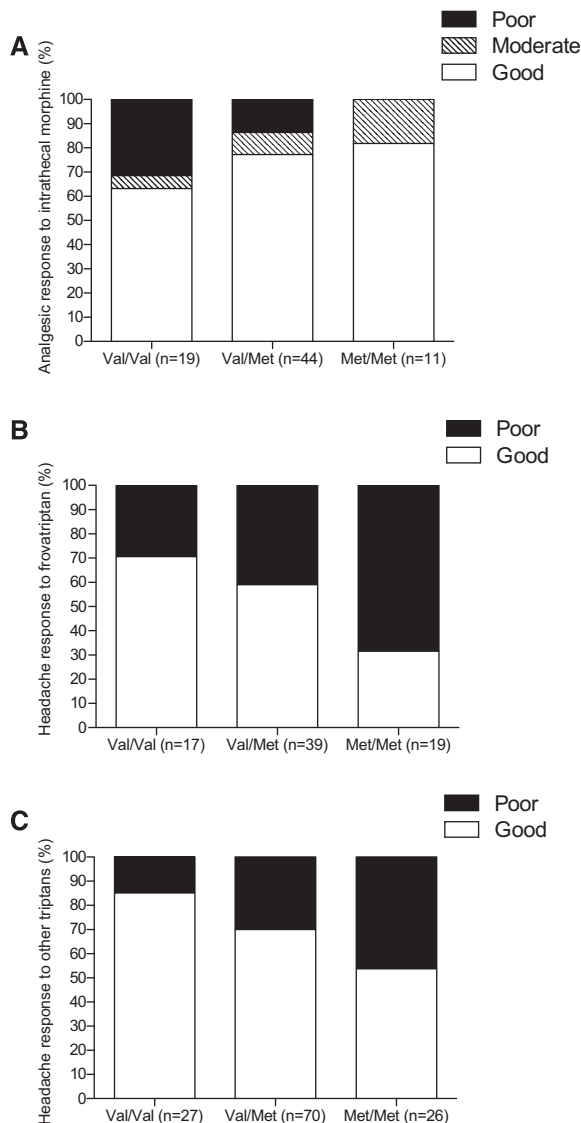 A
Poor
Moderate
Good
Analgesic response to intrathecal morphine (%)
100
90
80
70
60
50
40
30
20
10
0
Val/Val (n=19) Val/Met (n=44) Met/Met (n=11)
B
Poor
Good
Headache response to frovatriptan (%)
100
90
80
70
60
50
40
30
20
10
0
Val/Val (n=17) Val/Met (n=39) Met/Met (n=19)
C
Poor
Good
Headache response to other triptans (%)
100
90
80
70
60
50
40
30
20
10
0
Val/Val (n=27) Val/Met (n=70) Met/Met (n=26)